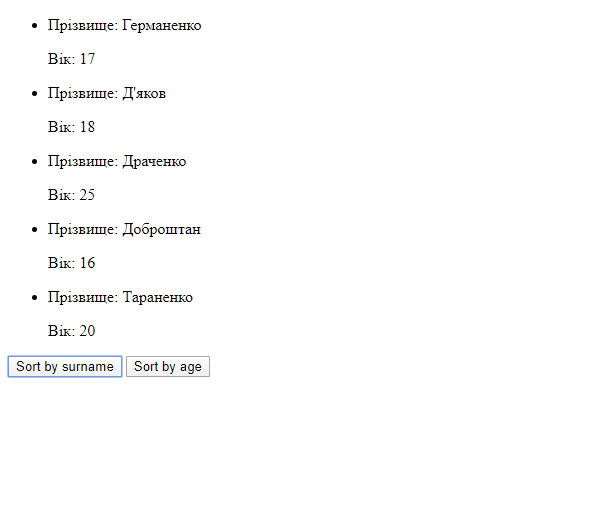 Прізвище: Германенко
Вік: 17
Прізвище: Д'яков
Вік: 18
Прізвище: Драченко
Вік: 25
Прізвище: Доброштан
Вік: 16
Прізвище: Тараненко
Вік: 20
Sort by surname Sort by age